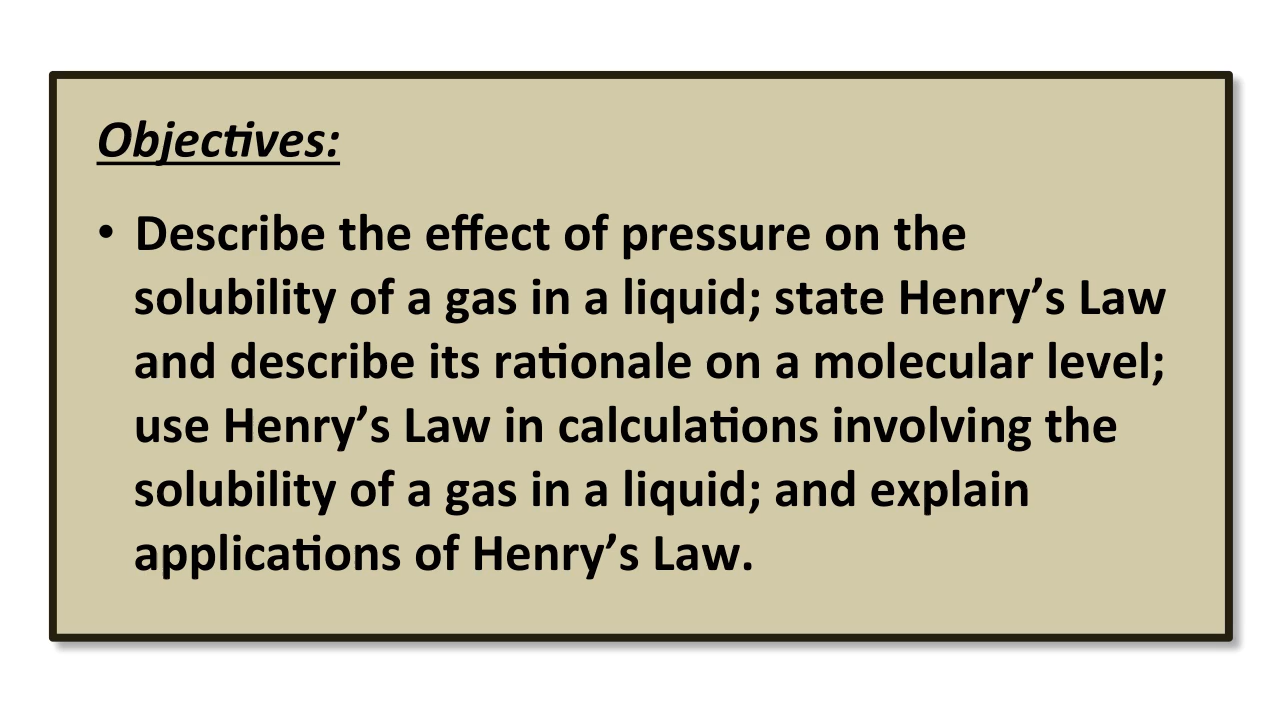 Objectives:
• Describe the effect of pressure on the
solubility of a gas in a liquid; state Henry’s Law
and describe its rationale on a molecular level;
use Henry’s Law in calculations involving the
solubility of a gas in a liquid; and explain
applications of Henry’s Law.